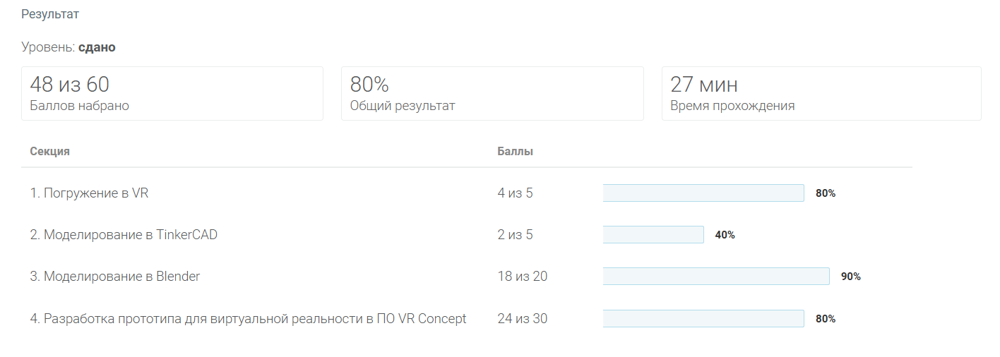 Результат
Уровень: сдано
48 из 60
Баллов набрано
80%
Общий результат
27 мин
Время прохождения
Секция Баллы
1. Погружение в VR 4 из 5 80%
2. Моделирование в TinkerCAD 2 из 5 40%
3. Моделирование в Blender 18 из 20 90%
4. Разработка прототипа для виртуальной реальности в ПО VR Concept 24 из 30 80%